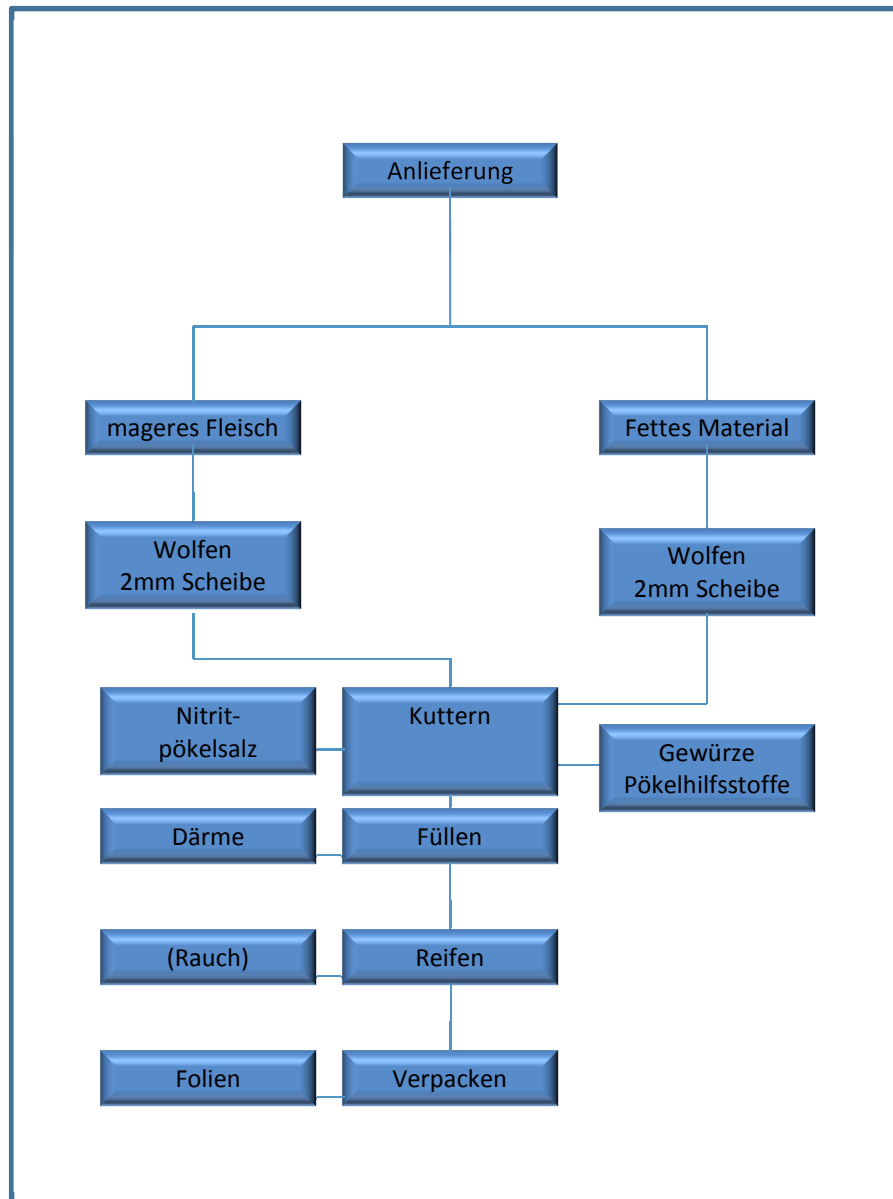 Anlieferung
mageres Fleisch
Fettes Material
Wolfen
2mm Scheibe
Wolfen
2mm Scheibe
Nitrit-
pökelsalz
Kuttern
Gewürze
Pökelhilfsstoffe
Därme
Füllen
(Rauch)
Reifen
Folien
Verpacken